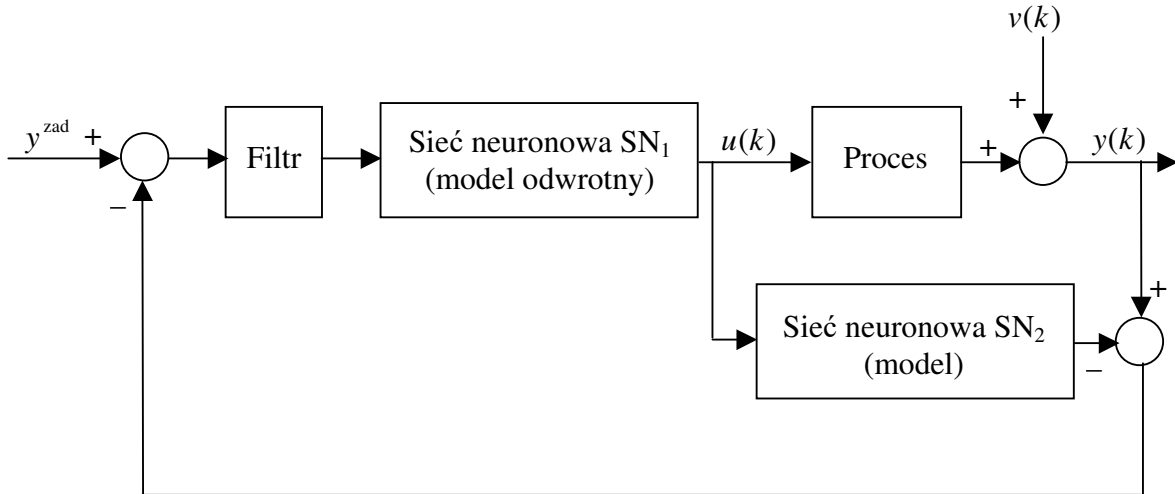 v(k)
+
y^zad
+
Filtr
Sieć neuronowa SN₁
(model odwrotny)
u(k)
Proces
+
y(k)
−
+
Sieć neuronowa SN₂
(model)
−